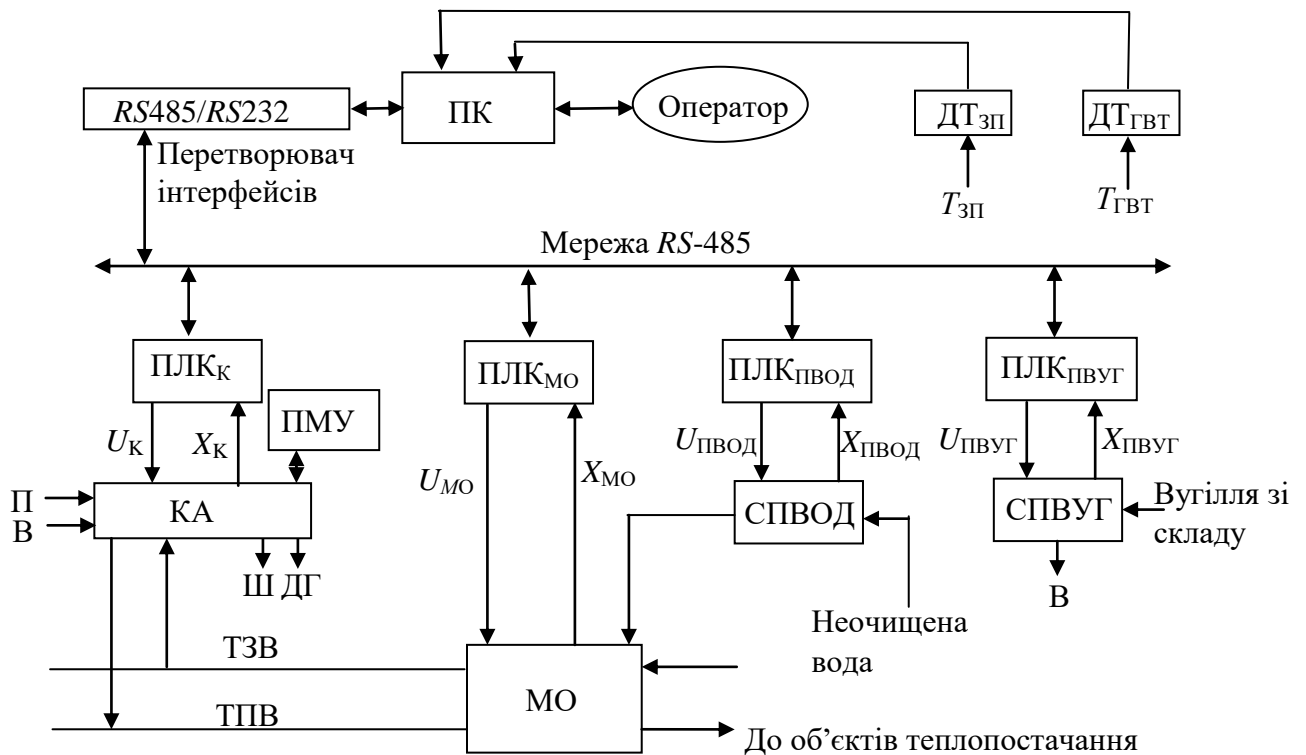 RS485/RS232
ПК
Оператор
ДТЗП
ДТГВТ
Перетворювач
інтерфейсів
TЗП
TГВТ
Мережа RS-485
ПЛКК
ПЛКМО
ПЛКПВОД
ПЛКПВУГ
ПМУ
UК
XК
UМО
XМО
UПВОД
XПВОД
UПВУГ
XПВУГ
П
В
КА
СПВОД
СПВУГ
Вугілля зі
складу
Ш
ДГ
В
Неочищена
вода
ТЗВ
МО
ТПВ
До об’єктів теплопостачання